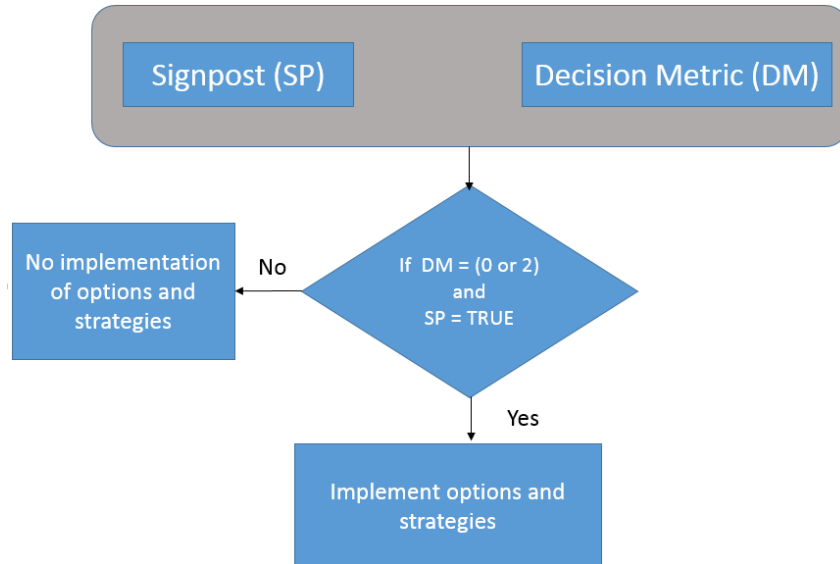 Signpost (SP)
Decision Metric (DM)
If DM = (0 or 2)
and
SP = TRUE
No
No implementation
of options and
strategies
Yes
Implement options and
strategies